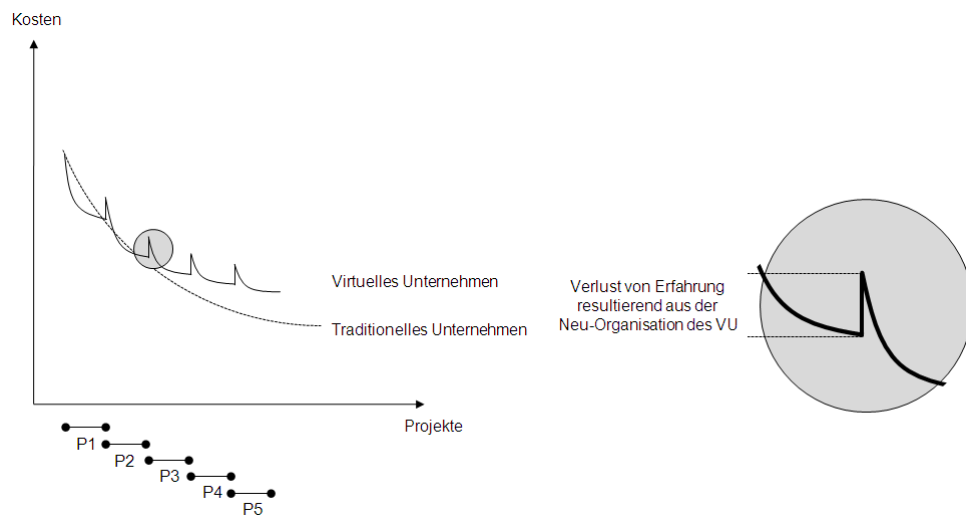 Kosten
Virtuelles Unternehmen
Traditionelles Unternehmen
Projekte
P1
P2
P3
P4
P5
Verlust von Erfahrung
resultierend aus der
Neu-Organisation des VU